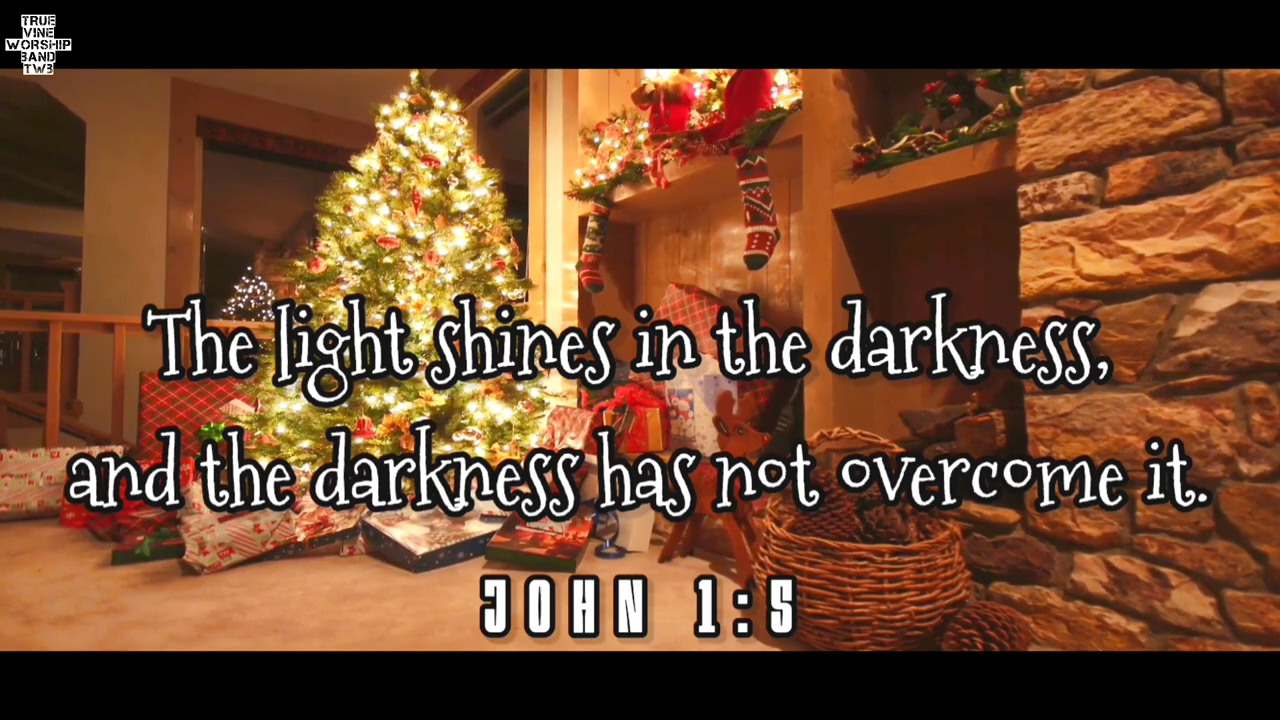 TRUE
VINE
WORSHIP
BAND
TWB
The light shines in the darkness,
and the darkness has not overcome it.
JOHN 1:5